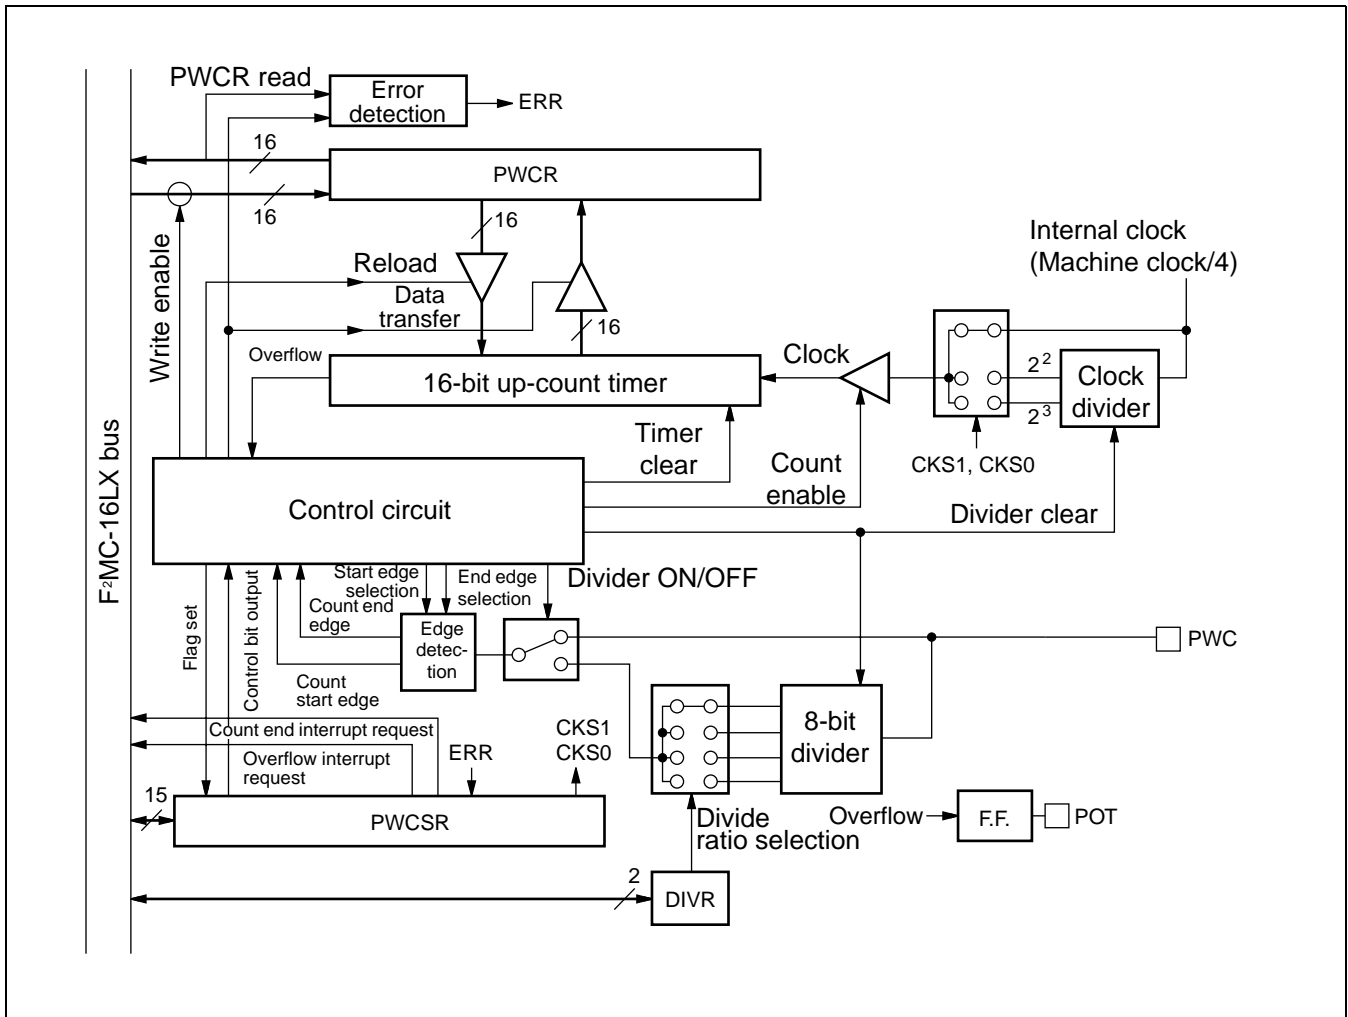 PWCR read
Error
detection
ERR
16
PWCR
16
16
Internal clock
(Machine clock/4)
Write enable
Reload
Data
transfer
16
Overflow
16-bit up-count timer
Clock
2²
2³
Clock
divider
Timer
clear
Count
enable
CKS1, CKS0
Divider clear
F²MC-16LX bus
Control circuit
Start edge
selection
End edge
selection
Divider ON/OFF
Flag set
Control bit output
Count end
edge
Edge
detec-
tion
PWC
Count
start edge
Count end interrupt request
Overflow interrupt
request
ERR
CKS1
CKS0
8-bit
divider
15
PWCSR
Divide
ratio selection
Overflow
F.F.
POT
2
DIVR